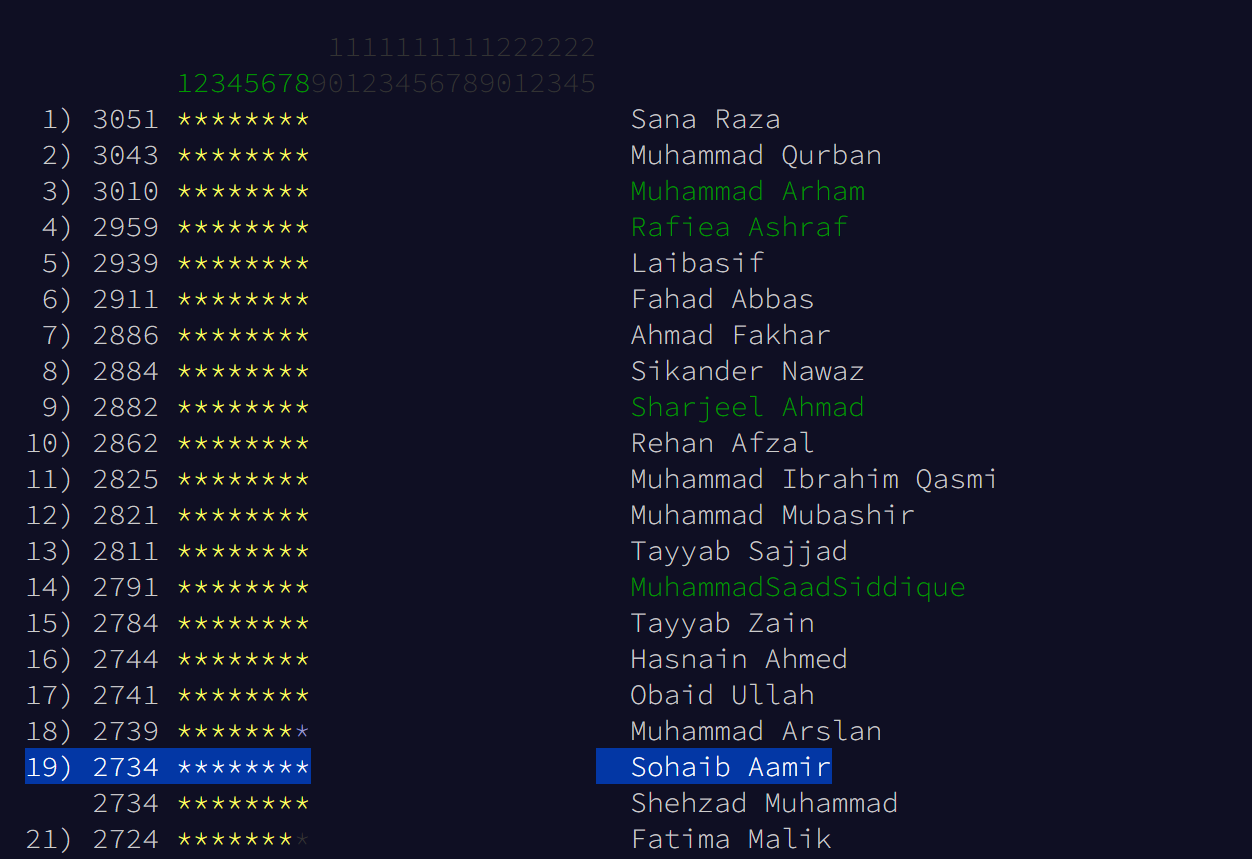 1111111111222222
1234567890123456789012345
1) 3051 ******** Sana Raza
2) 3043 ******** Muhammad Qurban
3) 3010 ******** Muhammad Arham
4) 2959 ******** Rafiea Ashraf
5) 2939 ******** Laibasif
6) 2911 ******** Fahad Abbas
7) 2886 ******** Ahmad Fakhar
8) 2884 ******** Sikander Nawaz
9) 2882 ******** Sharjeel Ahmad
10) 2862 ******** Rehan Afzal
11) 2825 ******** Muhammad Ibrahim Qasmi
12) 2821 ******** Muhammad Mubashir
13) 2811 ******** Tayyab Sajjad
14) 2791 ******** MuhammadSaadSiddique
15) 2784 ******** Tayyab Zain
16) 2744 ******** Hasnain Ahmed
17) 2741 ******** Obaid Ullah
18) 2739 ******** Muhammad Arslan
19) 2734 ******** Sohaib Aamir
2734 ******** Shehzad Muhammad
21) 2724 ******** Fatima Malik